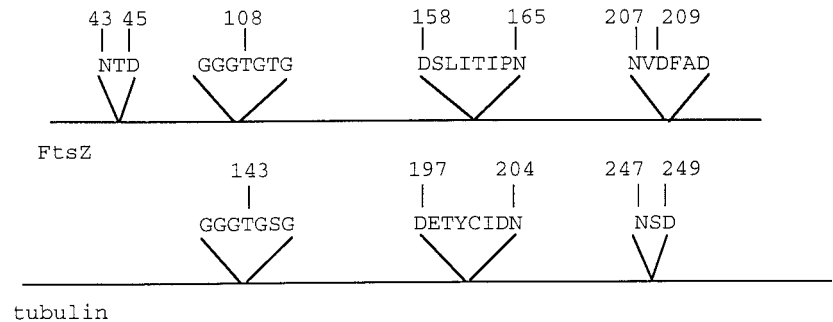 43 45 108 158 165 207 209
NTD GGGTGTG DSLITIPN NVDFAD
FtsZ
143 197 204 247 249
GGGTGSG DETYCIDN NSD
tubulin